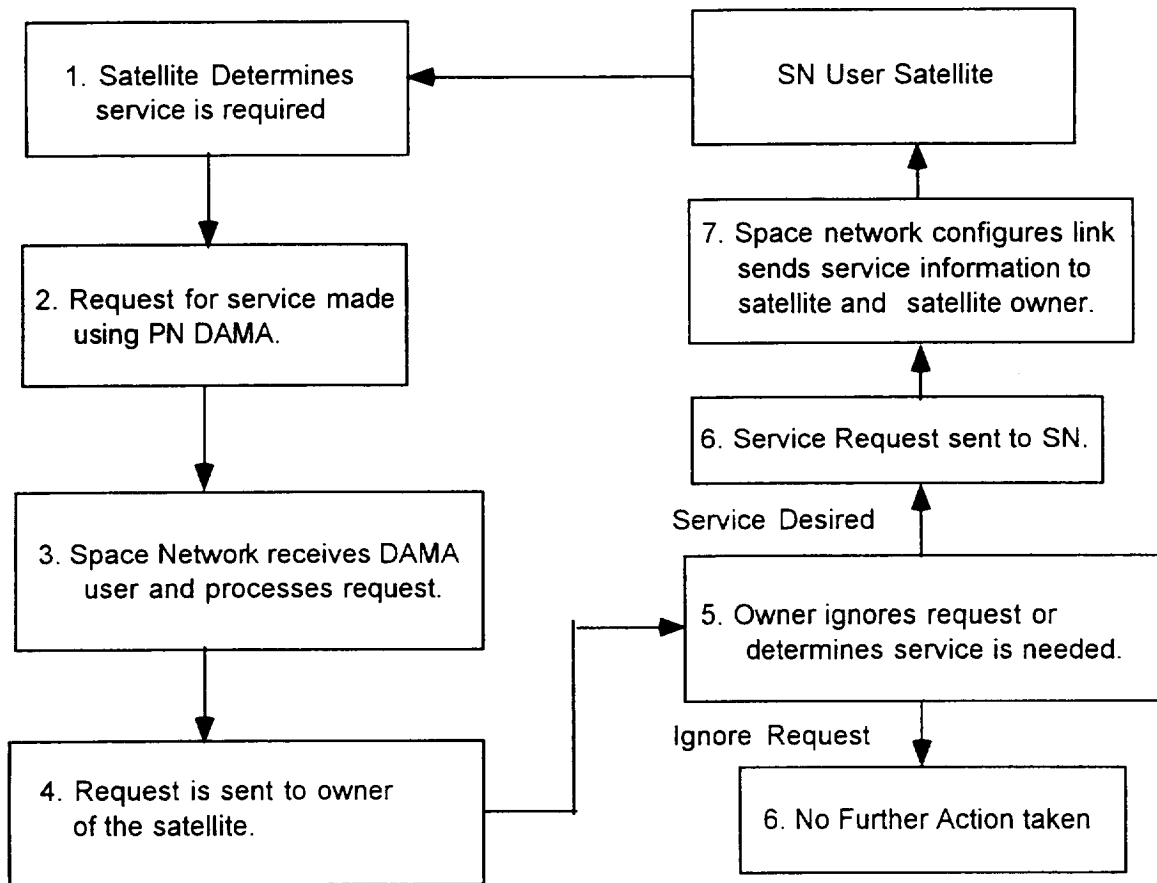 1. Satellite Determines
service is required
2. Request for service made
using PN DAMA.
3. Space Network receives DAMA
user and processes request.
4. Request is sent to owner
of the satellite.
SN User Satellite
7. Space network configures link
sends service information to
satellite and satellite owner.
6. Service Request sent to SN.
Service Desired
5. Owner ignores request or
determines service is needed.
Ignore Request
6. No Further Action taken